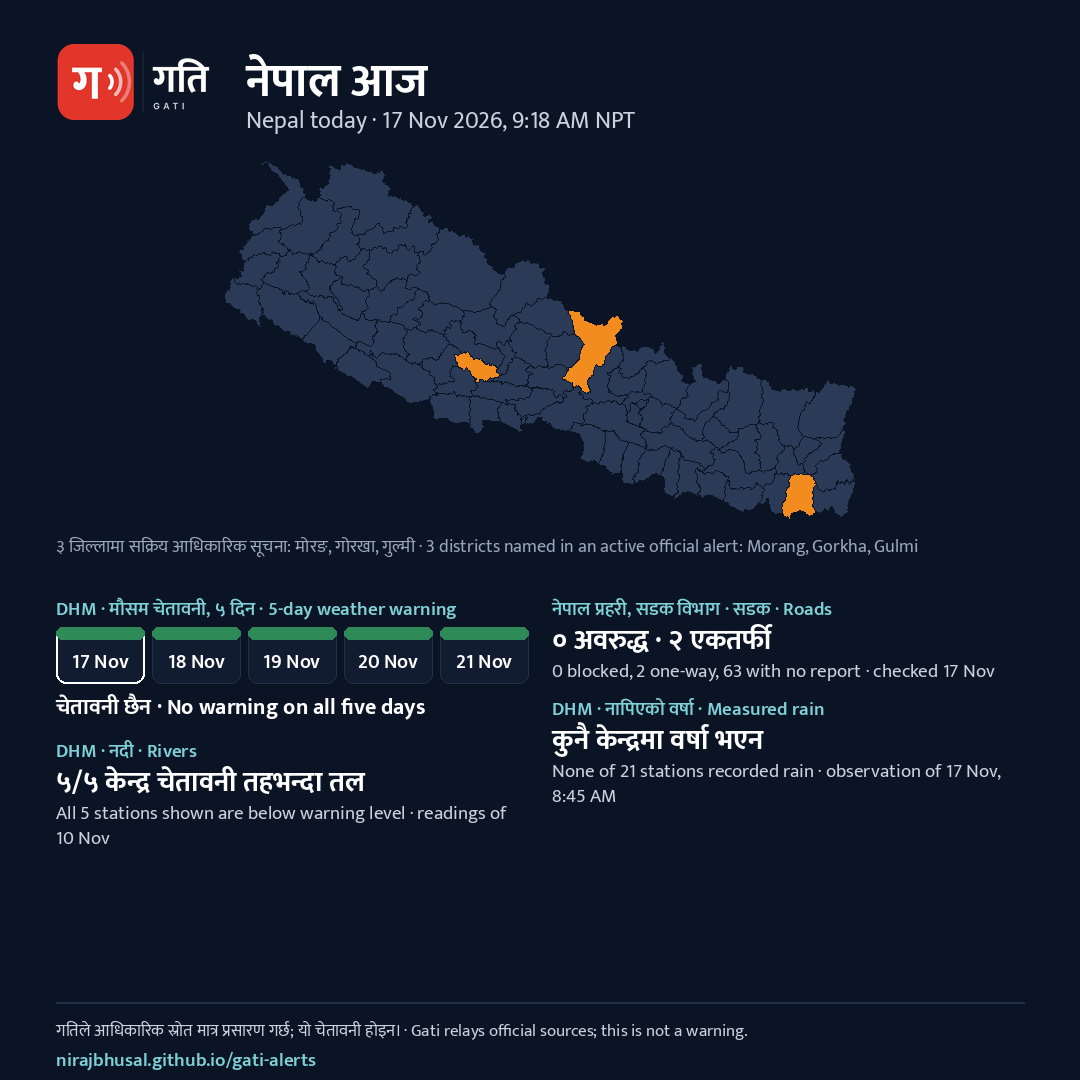 ग
गति
GATI
नेपाल आज
Nepal today · 17 Nov 2026, 9:18 AM NPT
३ जिल्लामा सक्रिय आधिकारिक सूचना: मोरङ, गोरखा, गुल्मी · 3 districts named in an active official alert: Morang, Gorkha, Gulmi
DHM · मौसम चेतावनी, ५ दिन · 5-day weather warning
17 Nov 18 Nov 19 Nov 20 Nov 21 Nov
चेतावनी छैन · No warning on all five days
DHM · नदी · Rivers
५/५ केन्द्र चेतावनी तहभन्दा तल
All 5 stations shown are below warning level · readings of
10 Nov
नेपाल प्रहरी, सडक विभाग · सडक · Roads
० अवरुद्ध · २ एकतर्फी
0 blocked, 2 one-way, 63 with no report · checked 17 Nov
DHM · नापिएको वर्षा · Measured rain
कुनै केन्द्रमा वर्षा भएन
None of 21 stations recorded rain · observation of 17 Nov,
8:45 AM
गतिले आधिकारिक स्रोत मात्र प्रसारण गर्छ; यो चेतावनी होइन। · Gati relays official sources; this is not a warning.
nirajbhusal.github.io/gati-alerts